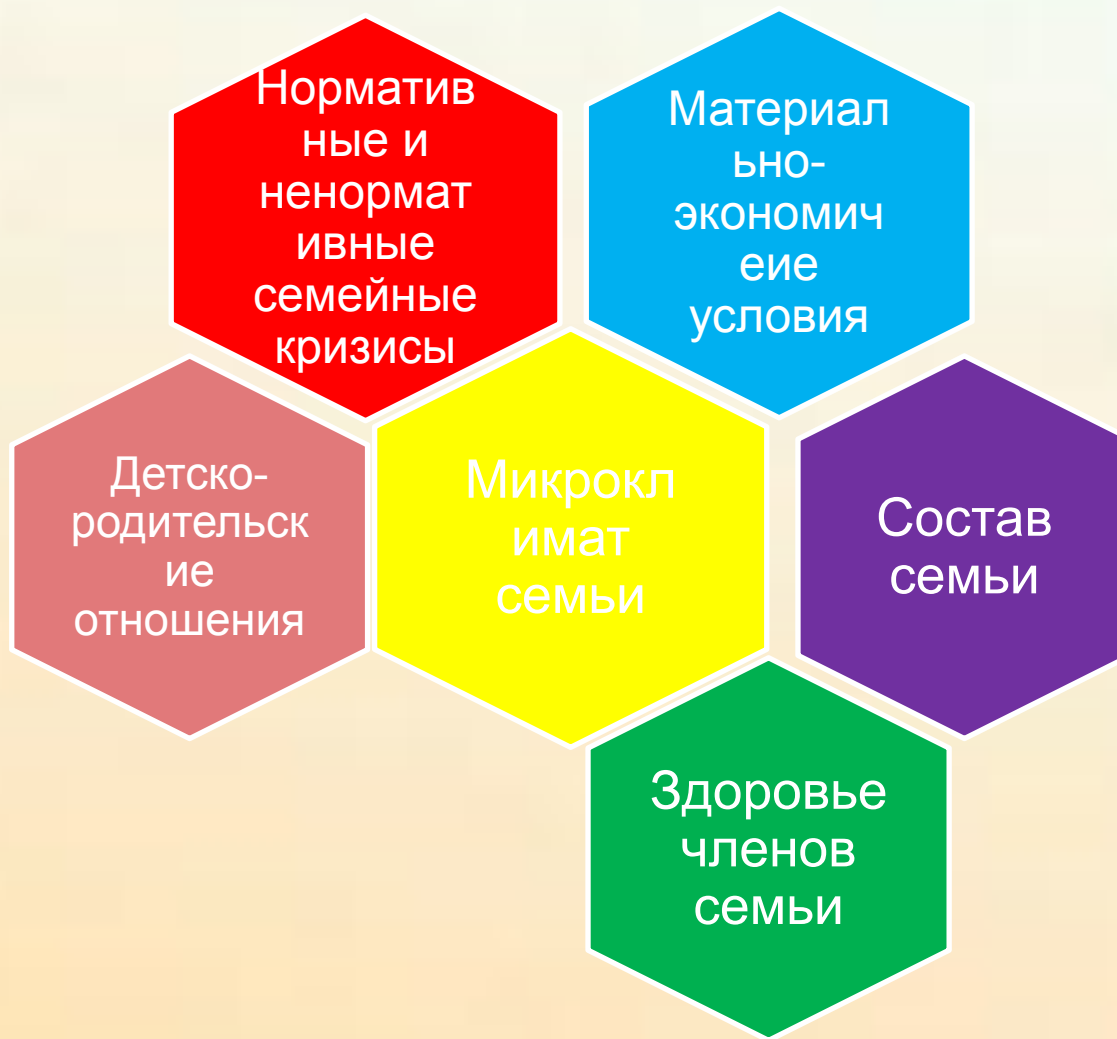 Норматив
ные и
ненормат
ивные
семейные
кризисы
Материал
ьно-
экономич
еие
условия
Детско-
родительск
ие
отношения
Микрокл
имат
семьи
Состав
семьи
Здоровье
членов
семьи